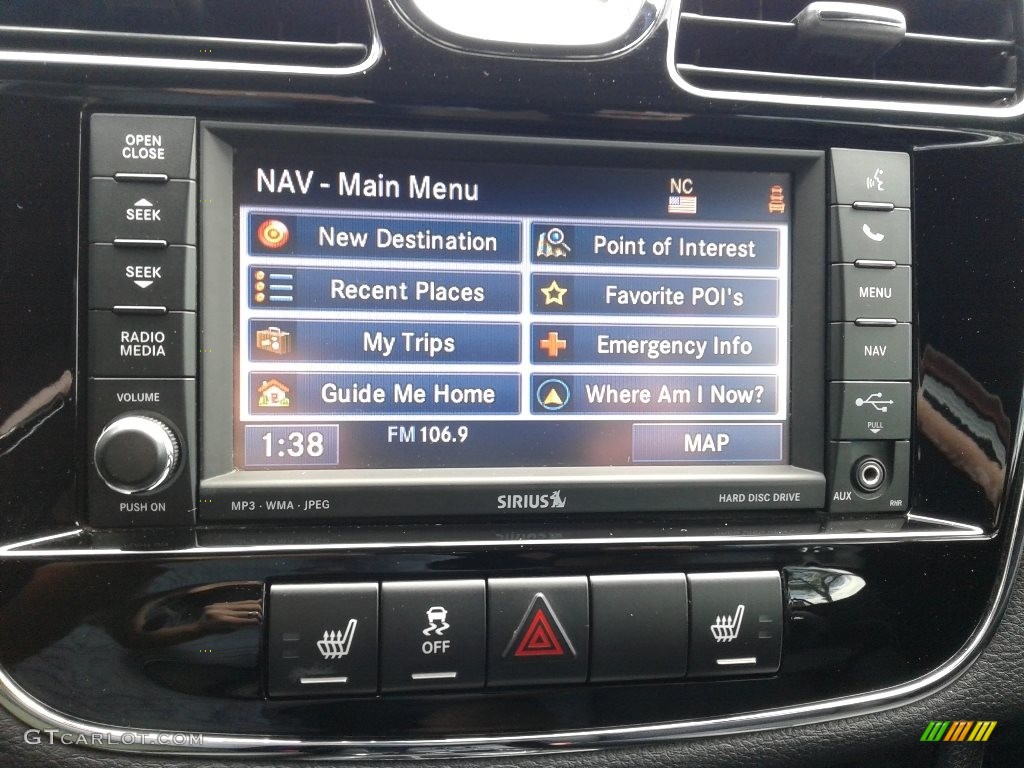 OPEN
CLOSE
SEEK
SEEK
RADIO
MEDIA
VOLUME
PUSH ON
NAV - Main Menu
NC
New Destination
Point of Interest
Recent Places
Favorite POI's
My Trips
Emergency Info
Guide Me Home
Where Am I Now?
1:38
FM 106.9
MAP
MP3 · WMA · JPEG
SIRIUS
HARD DISC DRIVE
MENU
NAV
PULL
AUX
RHR
OFF
GTcarlot.com